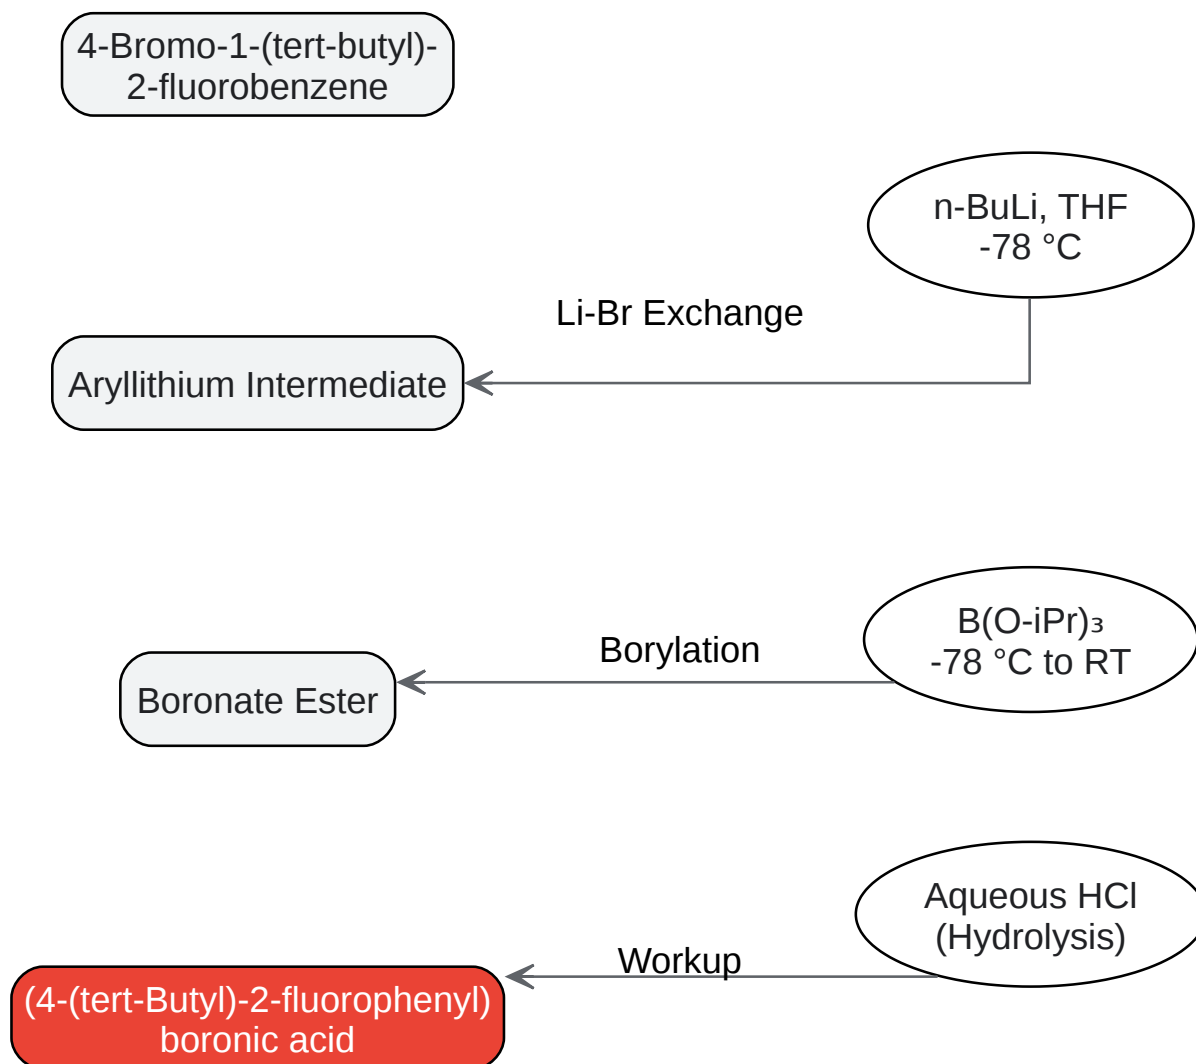 4-Bromo-1-(tert-butyl)-
2-fluorobenzene
n-BuLi, THF
-78 °C
Li-Br Exchange
Aryllithium Intermediate
B(O-iPr)₃
-78 °C to RT
Borylation
Boronate Ester
Aqueous HCl
(Hydrolysis)
Workup
(4-(tert-Butyl)-2-fluorophenyl)
boronic acid